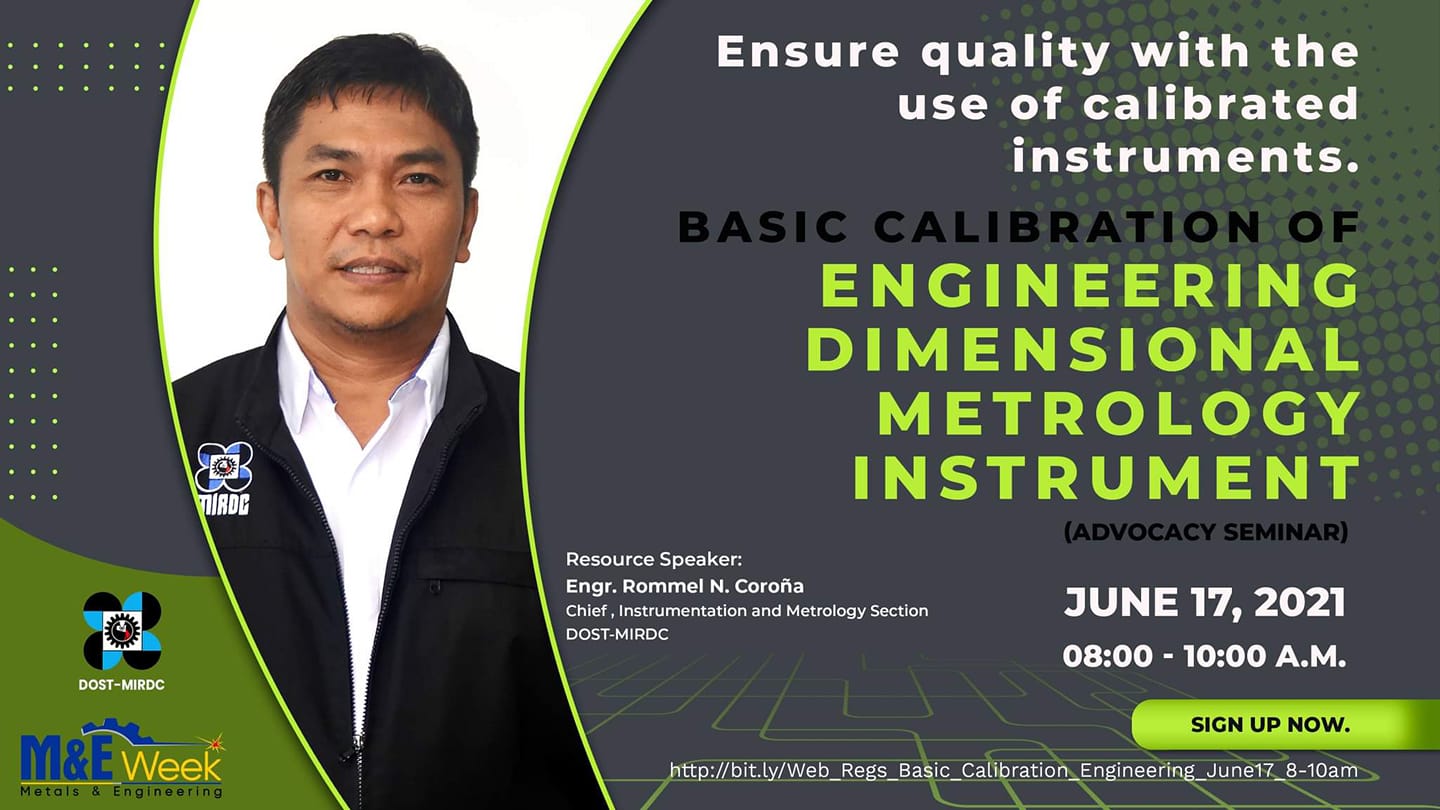 Ensure quality with the
use of calibrated
instruments.
BASIC CALIBRATION OF
ENGINEERING
DIMENSIONAL
METROLOGY
INSTRUMENT
(ADVOCACY SEMINAR)
MIRDC
Resource Speaker:
Engr. Rommel N. Coroña
Chief , Instrumentation and Metrology Section
DOST-MIRDC
JUNE 17, 2021
08:00 - 10:00 A.M.
SIGN UP NOW.
http://bit.ly/Web_Regs_Basic_Calibration_Engineering_June17_8-10am
DOST-MIRDC
M&E Week
Metals & Engineering